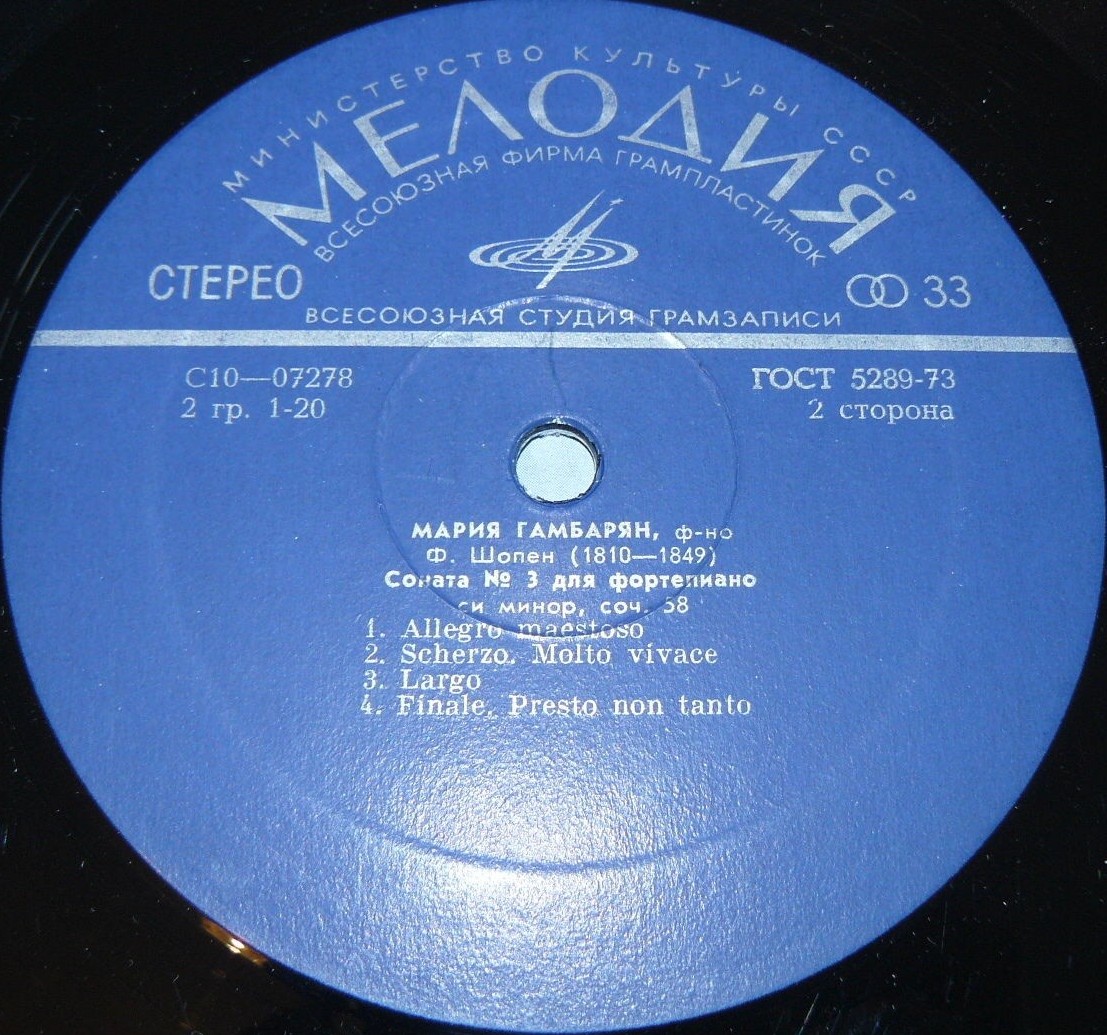 МИНИСТЕРСТВО КУЛЬТУРЫ СССР
МЕЛОДИЯ
ВСЕСОЮЗНАЯ ФИРМА ГРАМПЛАСТИНОК
СТЕРЕО
33
ВСЕСОЮЗНАЯ СТУДИЯ ГРАМЗАПИСИ
С10—07278
ГОСТ 5289-73
2 гр. 1-20
2 сторона
МАРИЯ ГАМБАРЯН, ф-но
Ф. Шопен (1810—1849)
Соната № 3 для фортепиано
си минор, соч. 58
1. Allegro maestoso
2. Scherzo. Molto vivace
3. Largo
4. Finale. Presto non tanto